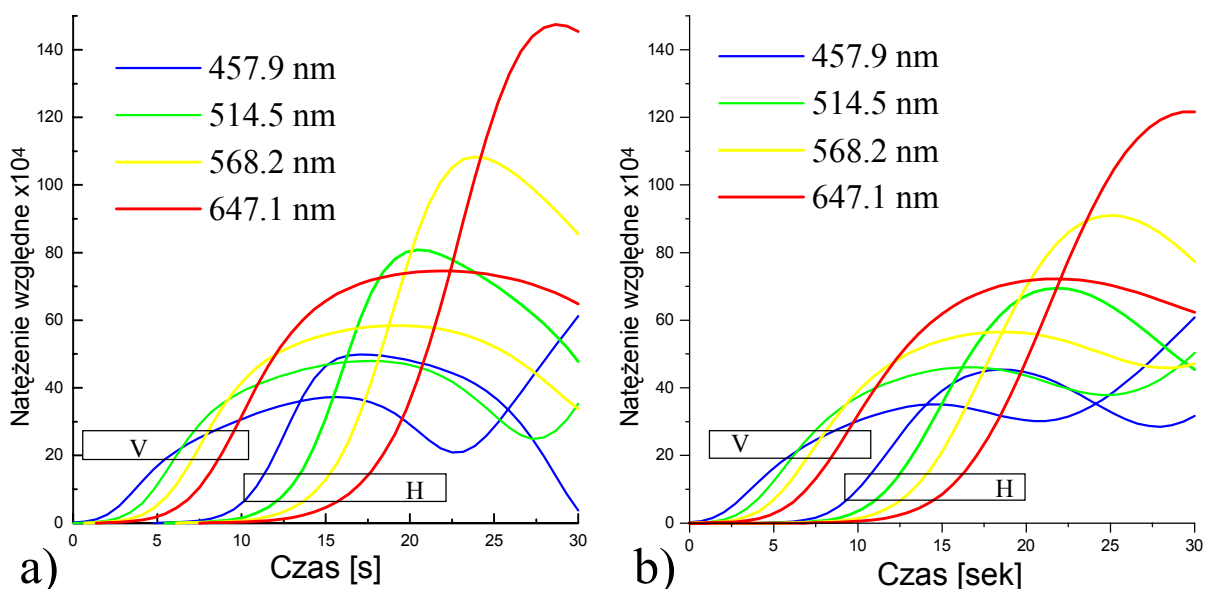 457.9 nm
514.5 nm
568.2 nm
647.1 nm
Natężenie względne x10⁴
140
120
100
80
60
40
20
0
V
H
0 5 10 15 20 25 30
Czas [s]
a)
457.9 nm
514.5 nm
568.2 nm
647.1 nm
Natężenie względne x10⁴
140
120
100
80
60
40
20
0
V
H
0 5 10 15 20 25 30
Czas [sek]
b)